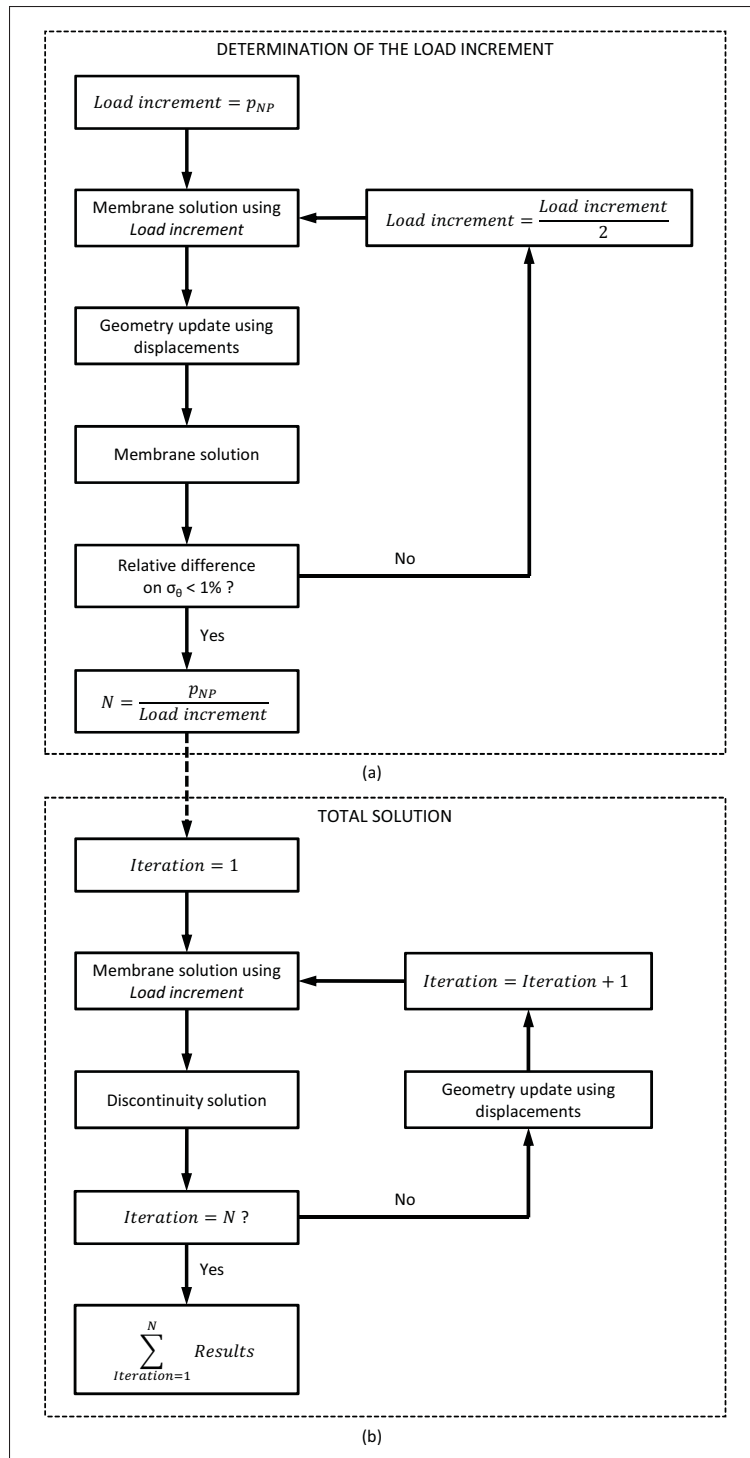 DETERMINATION OF THE LOAD INCREMENT
Load increment = p_NP
Membrane solution using
Load increment
Load increment = Load increment / 2
Geometry update using
displacements
Membrane solution
Relative difference
on σ_θ < 1% ?
No
Yes
N = p_NP / Load increment
(a)
TOTAL SOLUTION
Iteration = 1
Membrane solution using
Load increment
Iteration = Iteration + 1
Discontinuity solution
Geometry update using
displacements
Iteration = N ?
No
Yes
N
∑ Results
Iteration=1
(b)